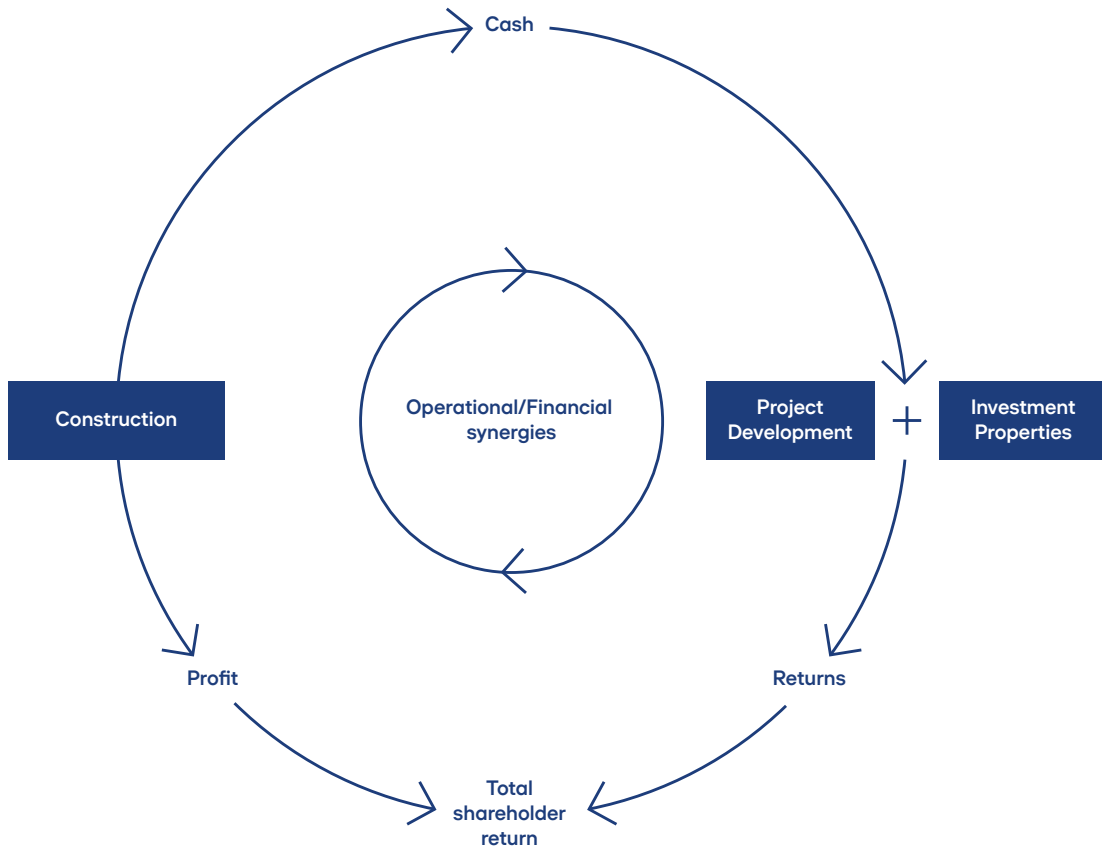 Cash
Construction
Operational/Financial
synergies
Project
Development
+
Investment
Properties
Profit
Returns
Total
shareholder
return